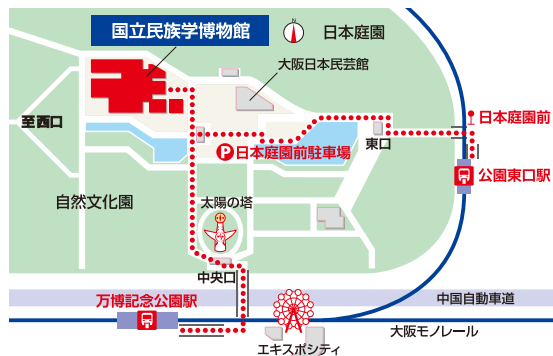 国立民族学博物館
N
日本庭園
大阪日本民芸館
至西口
日本庭園前
P日本庭園前駐車場
東口
公園東口駅
自然文化園
太陽の塔
中央口
万博記念公園駅
中国自動車道
大阪モノレール
エキスポシティ